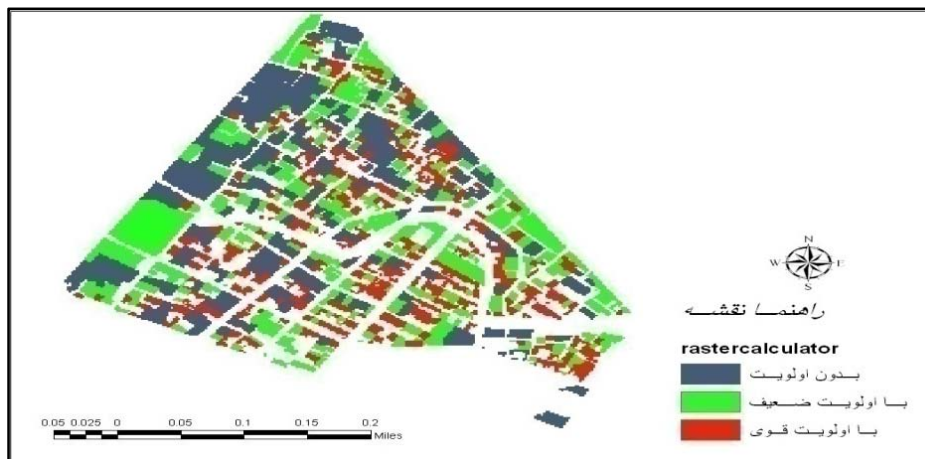 N
W E
S
راهنما نقشه
rastercalculator
بدون اولویت
با اولویت ضعیف
با اولویت قوی
0.05 0.025 0 0.05 0.1 0.15 0.2
Miles